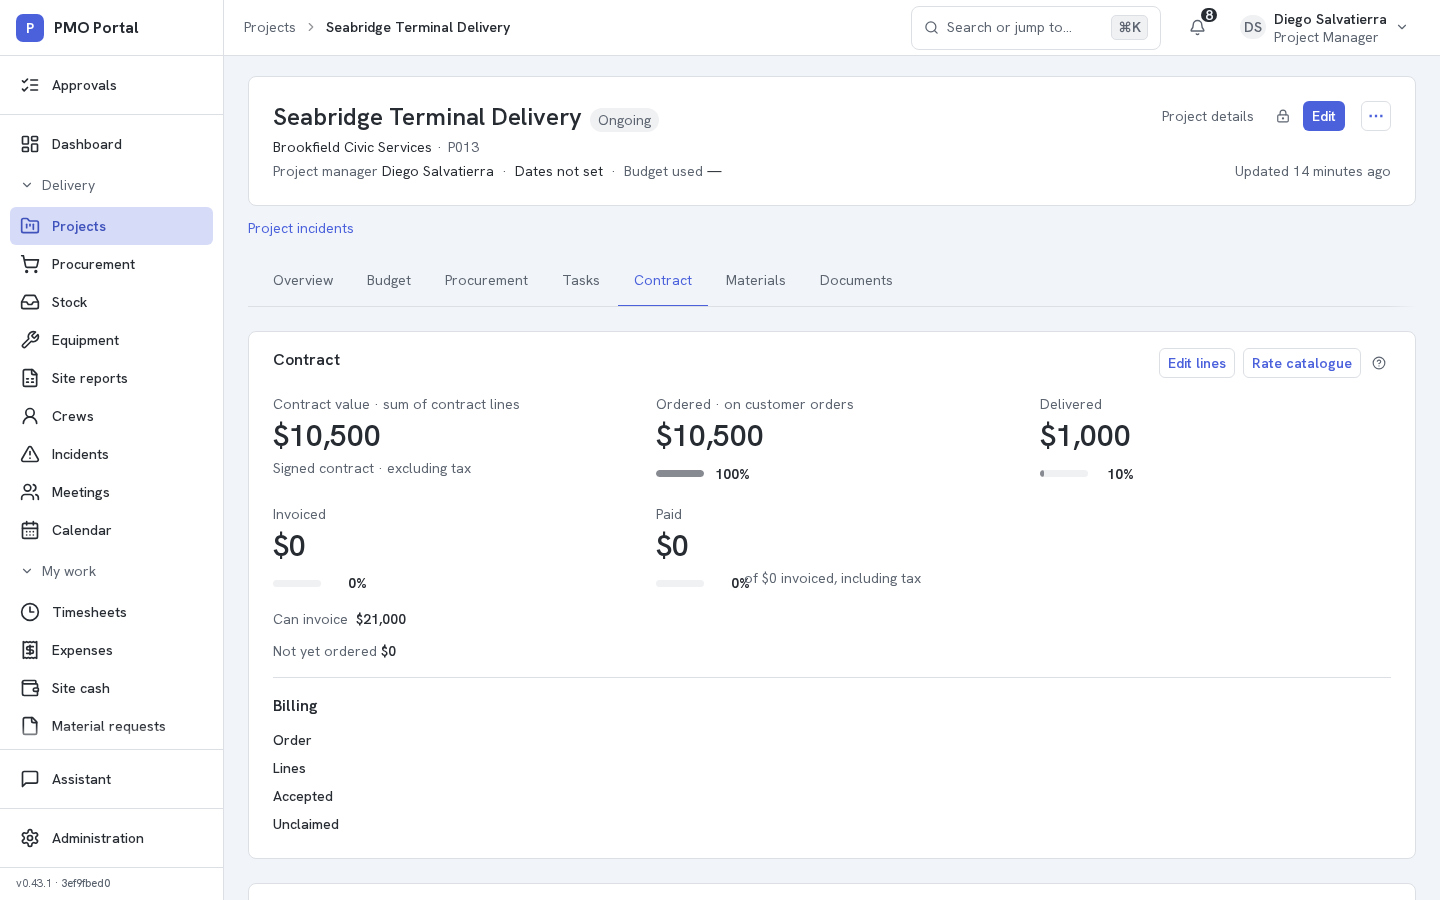 P PMO Portal
Projects > Seabridge Terminal Delivery
Search or jump to... ⌘K
8
DS
Diego Salvatierra
Project Manager
Approvals
Dashboard
Delivery
Projects
Procurement
Stock
Equipment
Site reports
Crews
Incidents
Meetings
Calendar
My work
Timesheets
Expenses
Site cash
Material requests
Assistant
Administration
v0.43.1 · 3ef9fbed0
Seabridge Terminal Delivery Ongoing
Project details Edit
Brookfield Civic Services · P013
Project manager Diego Salvatierra · Dates not set · Budget used —
Updated 14 minutes ago
Project incidents
Overview Budget Procurement Tasks Contract Materials Documents
Contract
Edit lines Rate catalogue
Contract value · sum of contract lines
$10,500
Signed contract · excluding tax
Ordered · on customer orders
$10,500
100%
Delivered
$1,000
10%
Invoiced
$0
0%
Paid
$0
0% of $0 invoiced, including tax
Can invoice $21,000
Not yet ordered $0
Billing
Order
Lines
Accepted
Unclaimed